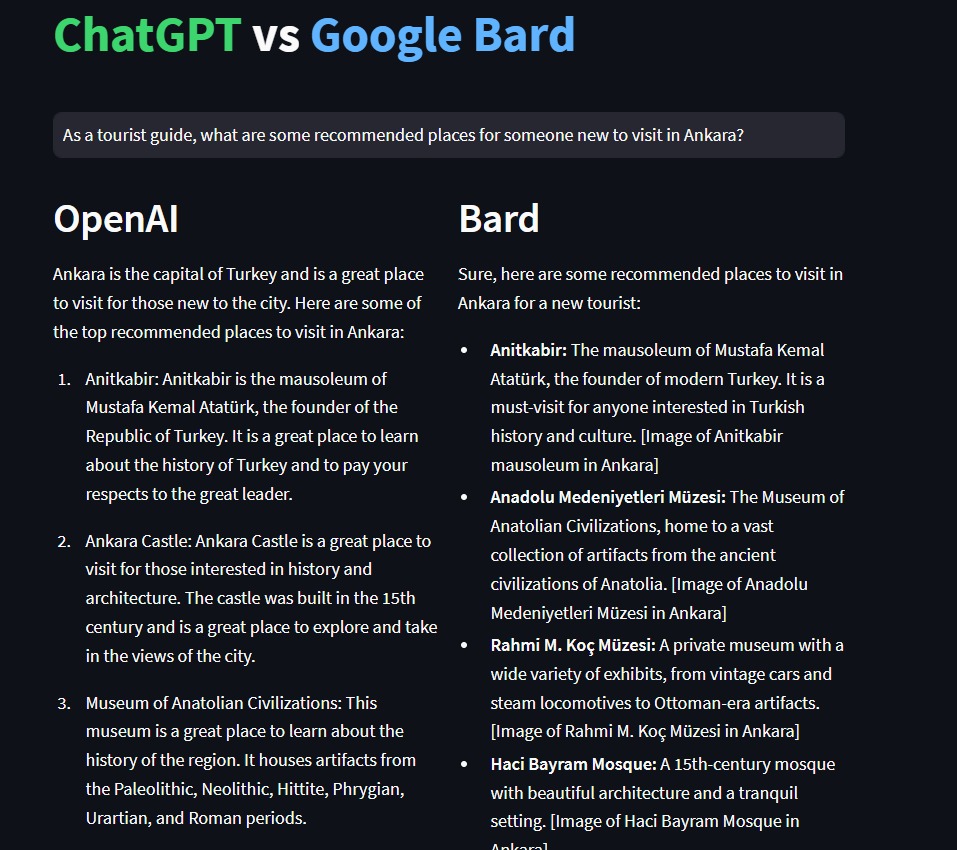 ChatGPT vs Google Bard
As a tourist guide, what are some recommended places for someone new to visit in Ankara?
OpenAI
Ankara is the capital of Turkey and is a great place
to visit for those new to the city. Here are some of
the top recommended places to visit in Ankara:
1. Anitkabir: Anitkabir is the mausoleum of
Mustafa Kemal Atatürk, the founder of the
Republic of Turkey. It is a great place to learn
about the history of Turkey and to pay your
respects to the great leader.
2. Ankara Castle: Ankara Castle is a great place to
visit for those interested in history and
architecture. The castle was built in the 15th
century and is a great place to explore and take
in the views of the city.
3. Museum of Anatolian Civilizations: This
museum is a great place to learn about the
history of the region. It houses artifacts from
the Paleolithic, Neolithic, Hittite, Phrygian,
Urartian, and Roman periods.
Bard
Sure, here are some recommended places to visit in
Ankara for a new tourist:
• Anitkabir: The mausoleum of Mustafa Kemal
Atatürk, the founder of modern Turkey. It is a
must-visit for anyone interested in Turkish
history and culture. [Image of Anitkabir
mausoleum in Ankara]
• Anadolu Medeniyetleri Müzesi: The Museum of
Anatolian Civilizations, home to a vast
collection of artifacts from the ancient
civilizations of Anatolia. [Image of Anadolu
Medeniyetleri Müzesi in Ankara]
• Rahmi M. Koç Müzesi: A private museum with a
wide variety of exhibits, from vintage cars and
steam locomotives to Ottoman-era artifacts.
[Image of Rahmi M. Koç Müzesi in Ankara]
• Haci Bayram Mosque: A 15th-century mosque
with beautiful architecture and a tranquil
setting. [Image of Haci Bayram Mosque in
Ankara]